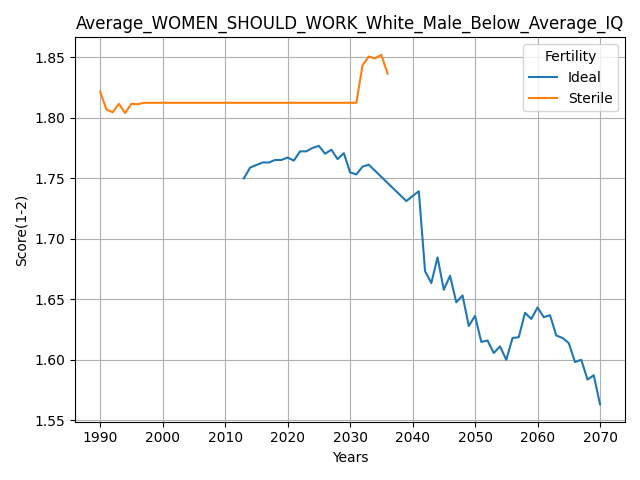 Average_WOMEN_SHOULD_WORK_White_Male_Below_Average_IQ
Fertility
Ideal
Sterile
Score(1-2)
1.85
1.80
1.75
1.70
1.65
1.60
1.55
1990 2000 2010 2020 2030 2040 2050 2060 2070
Years